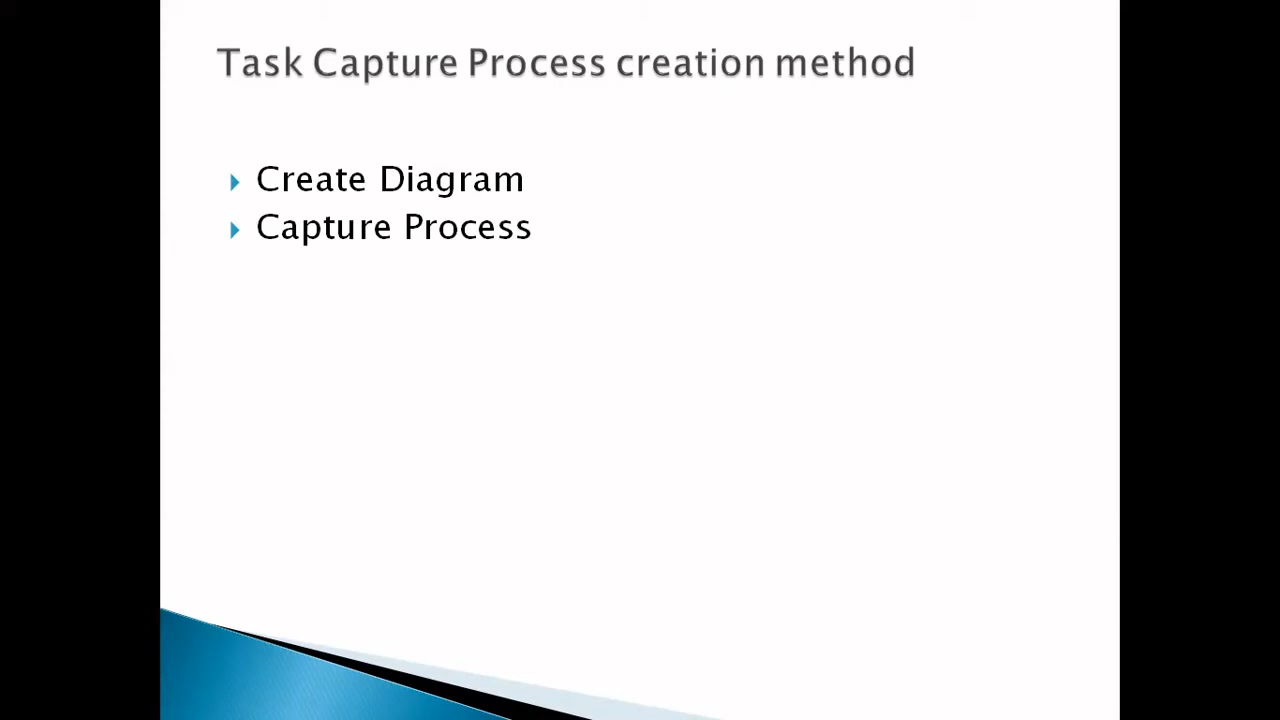 Task Capture Process creation method
Create Diagram
Capture Process